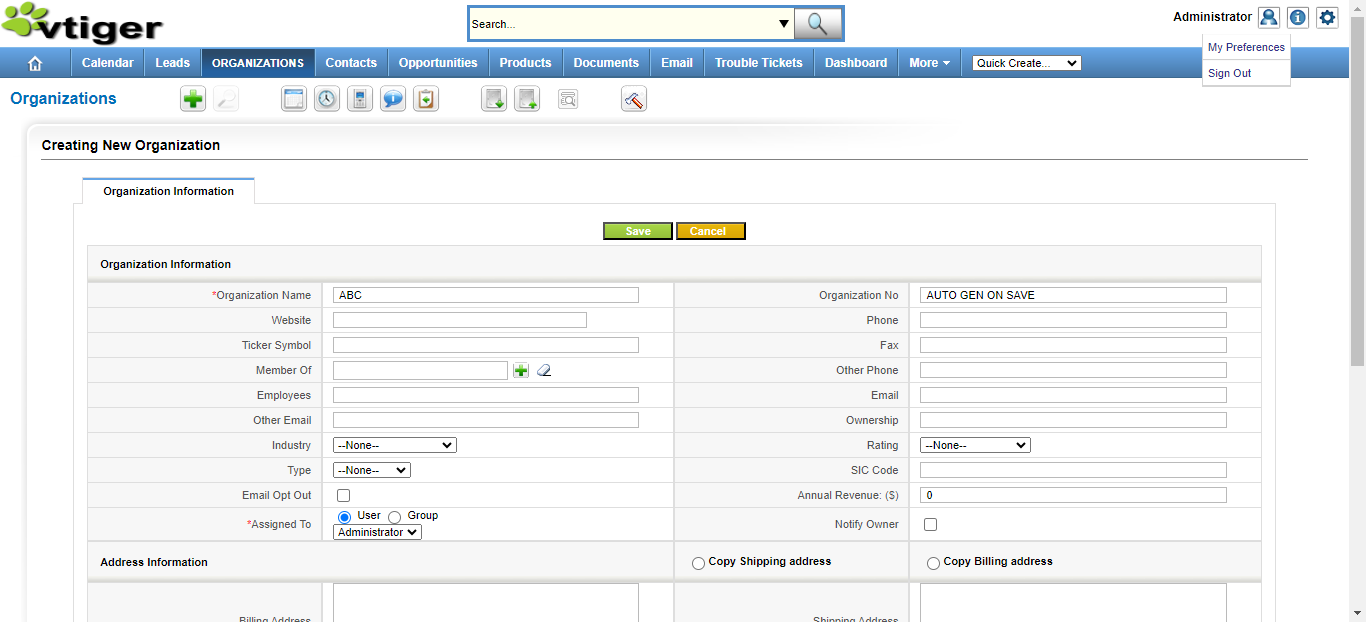 vtiger
Search...
Administrator
My Preferences
Sign Out
Calendar Leads ORGANIZATIONS Contacts Opportunities Products Documents Email Trouble Tickets Dashboard More Quick Create...
Organizations
Creating New Organization
Organization Information
Save Cancel
Organization Information
*Organization Name ABC Organization No AUTO GEN ON SAVE
Website Phone
Ticker Symbol Fax
Member Of Other Phone
Employees Email
Other Email Ownership
Industry --None-- Rating --None--
Type --None-- SIC Code
Email Opt Out Annual Revenue: ($) 0
*Assigned To User Group Notify Owner
Administrator
Address Information Copy Shipping address Copy Billing address
Billing Address Shipping Address